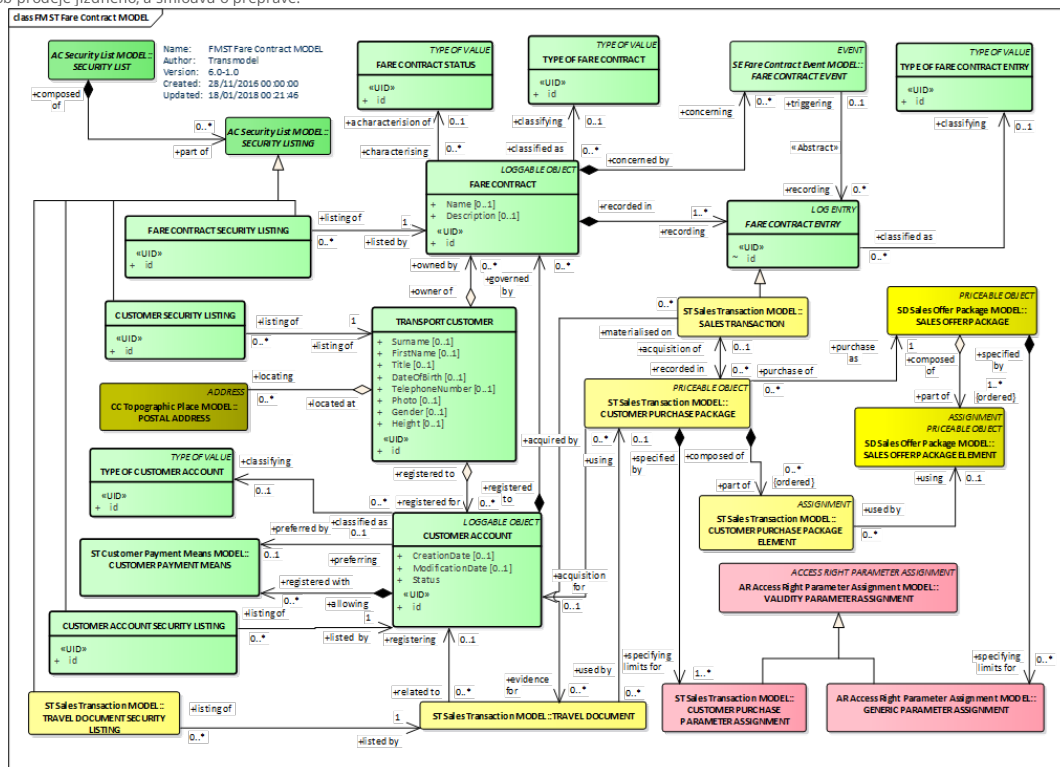 ob prodeje jízdného, a smlouva o přepravě.
class FM ST Fare Contract MODEL
AC Security List MODEL::
SECURITY LIST
Name: FMST Fare Contract MODEL
Author: Transmodel
Version: 6.0-1.0
Created: 28/11/2016 00:00:00
Updated: 18/01/2018 00:21:46
TYPE OF VALUE
FARE CONTRACT STATUS
«UID»
+ id
TYPE OF VALUE
TYPE OF FARE CONTRACT
«UID»
+ id
EVENT
SE Fare Contract Event Model::
FARE CONTRACT EVENT
TYPE OF VALUE
TYPE OF FARE CONTRACT ENTRY
«UID»
+ id
+composed
of
0..*
+part of
AC Security List MODEL::
SECURITY LISTING
+acharacterision of
0..1
+characterising
0..*
+classifying
0..1
+classified as
0..*
+concerning
0..*
+concerned by
+triggering
0..1
«Abstract»
+recording
0..*
+classifying
0..1
LOGGABLE OBJECT
FARE CONTRACT
+ Name [0..1]
+ Description [0..1]
«UID»
+ id
+recorded in
1..*
+recording
LOG ENTRY
FARE CONTRACT ENTRY
«UID»
~ id
+classified as
0..*
FARE CONTRACT SECURITY LISTING
«UID»
+ id
+listing of
1
0..*
+listed by
+owned by
0..*
+owner of
+governed
by
0..*
CUSTOMER SECURITY LISTING
«UID»
+ id
+listing of
1
0..*
+listing of
TRANSPORT CUSTOMER
+ Surname [0..1]
+ FirstName [0..1]
+ Title [0..1]
+ DateOfBirth [0..1]
+ TelephoneNumber [0..1]
+ Photo [0..1]
+ Gender [0..1]
+ Height [0..1]
«UID»
+ id
0..*
+materialised on
ST Sales Transaction MODEL::
SALES TRANSACTION
+acquisition of
0..1
+recorded in
0..*
PRICEABLE OBJECT
SD Sales Offer Package MODEL::
SALES OFFER PACKAGE
+purchase
as
1
+purchase of
0..*
+composed
of
+specified
by
1..*
{ordered}
+part of
ADDRESS
CC Topographic Place MODEL::
POSTAL ADDRESS
+locating
0..*
+located at
PRICEABLE OBJECT
ST Sales Transaction MODEL::
CUSTOMER PURCHASE PACKAGE
ASSIGNMENT
PRICEABLE OBJECT
SD Sales Offer Package MODEL::
SALES OFFER PACKAGE ELEMENT
TYPE OF VALUE
TYPE OF CUSTOMER ACCOUNT
«UID»
+ id
+classifying
0..1
0..*
+classified as
+registered to
+registered for
0..*
+registered
to
+acquired by
+using
0..*
0..1
+specified
by
+composed of
0..*
{ordered}
+part of
+using
0..1
+used by
0..*
ASSIGNMENT
ST Sales Transaction MODEL::
CUSTOMER PURCHASE PACKAGE
ELEMENT
LOGGABLE OBJECT
CUSTOMER ACCOUNT
+ CreationDate [0..1]
+ ModificationDate [0..1]
+ Status
«UID»
+ id
ST Customer Payment Means MODEL::
CUSTOMER PAYMENT MEANS
+preferred by
0..1
0..1
+preferring
+registered with
0..*
+allowing
+acquisition
for
0..1
ACCESS RIGHT PARAMETER ASSIGNMENT
AR Access Right Parameter Assignment MODEL::
VALIDITY PARAMETER ASSIGNMENT
CUSTOMER ACCOUNT SECURITY LISTING
«UID»
+ id
+listing of
1
0..*
+listed by
+registering
0..1
+related to
0..*
+evidence
for
+used by
0..*
0..*
+specifying
limits for
1..*
+specifying
limits for
0..*
ST Sales Transaction MODEL::
TRAVEL DOCUMENT SECURITY
LISTING
+listing of
1
0..*
+listed by
ST Sales Transaction MODEL::TRAVEL DOCUMENT
ST Sales Transaction MODEL::
CUSTOMER PURCHASE
PARAMETER ASSIGNMENT
AR Access Right Parameter Assignment MODEL::
GENERIC PARAMETER ASSIGNMENT